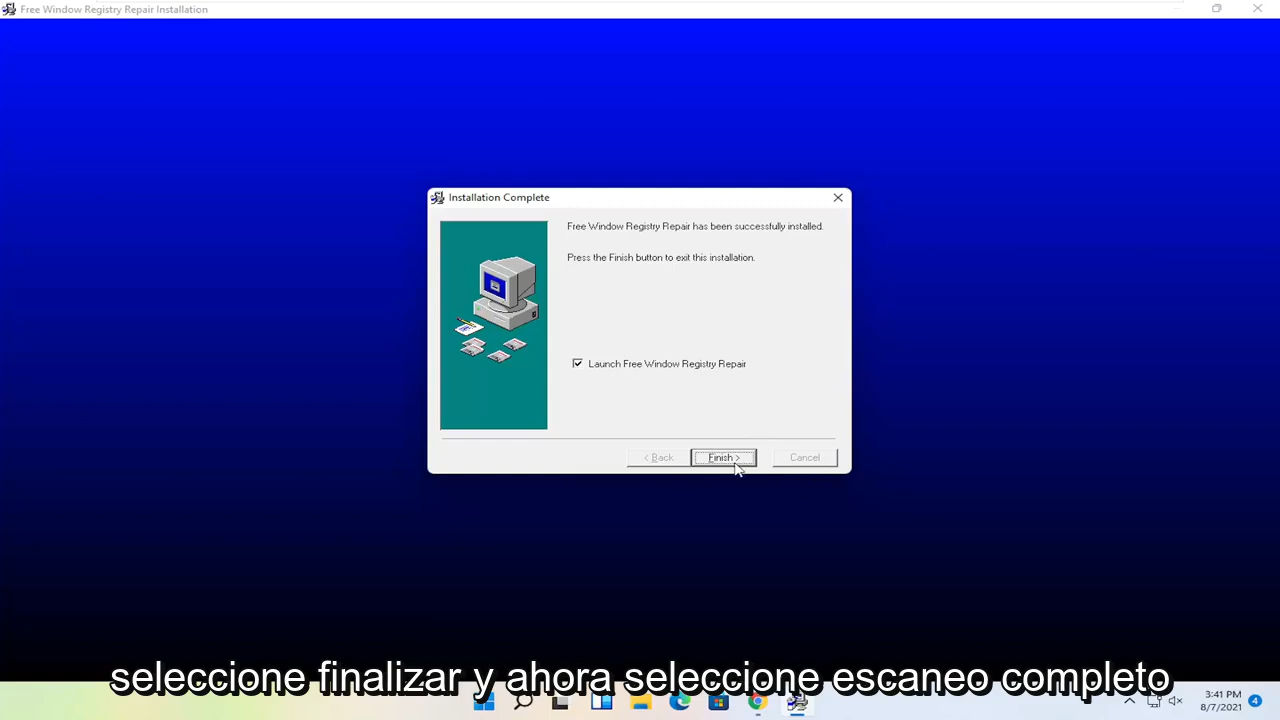 Free Window Registry Repair Installation
Installation Complete
Free Window Registry Repair has been successfully installed.
Press the Finish button to exit this installation.
Launch Free Window Registry Repair
< Back
Finish >
Cancel
seleccione finalizar y ahora seleccione escaneo completo
3:41 PM
8/7/2021
4